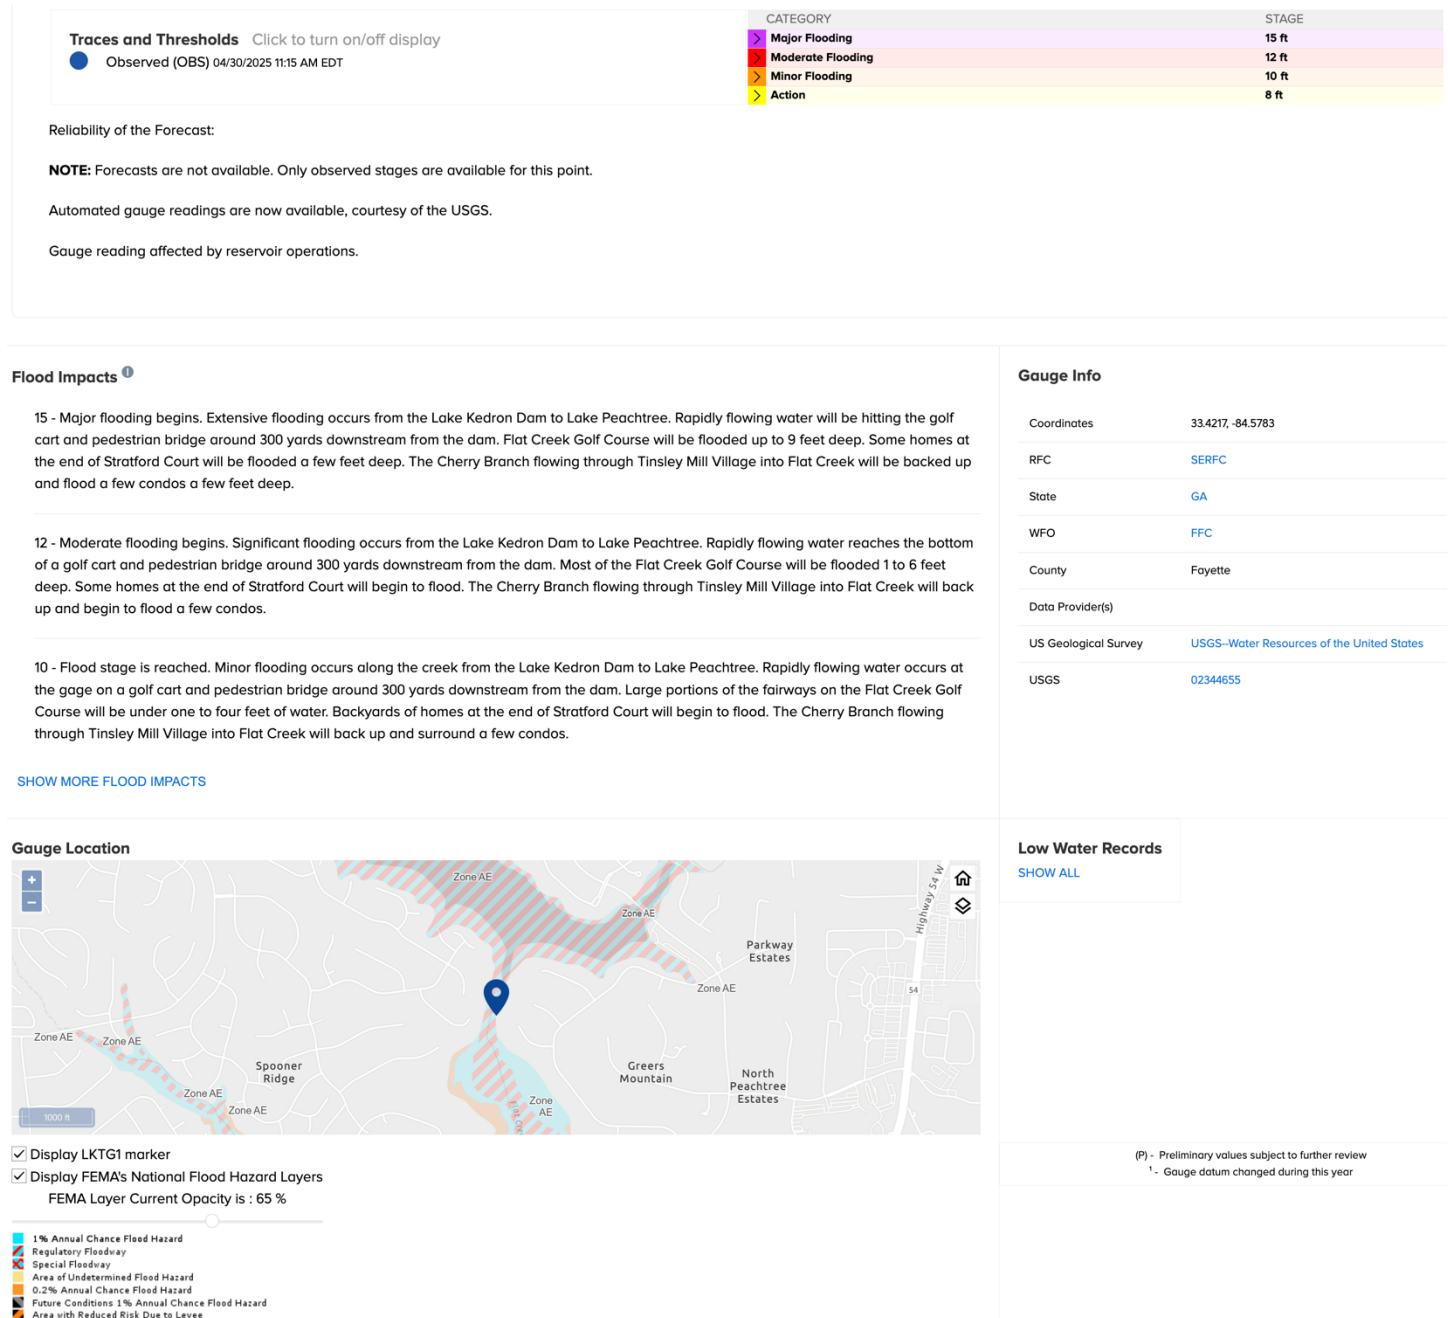 Traces and Thresholds Click to turn on/off display
Observed (OBS) 04/30/2025 11:15 AM EDT
CATEGORY STAGE
Major Flooding 15 ft
Moderate Flooding 12 ft
Minor Flooding 10 ft
Action 8 ft
Reliability of the Forecast:
NOTE: Forecasts are not available. Only observed stages are available for this point.
Automated gauge readings are now available, courtesy of the USGS.
Gauge reading affected by reservoir operations.
Flood Impacts
15 - Major flooding begins. Extensive flooding occurs from the Lake Kedron Dam to Lake Peachtree. Rapidly flowing water will be hitting the golf
cart and pedestrian bridge around 300 yards downstream from the dam. Flat Creek Golf Course will be flooded up to 9 feet deep. Some homes at
the end of Stratford Court will be flooded a few feet deep. The Cherry Branch flowing through Tinsley Mill Village into Flat Creek will be backed up
and flood a few condos a few feet deep.
12 - Moderate flooding begins. Significant flooding occurs from the Lake Kedron Dam to Lake Peachtree. Rapidly flowing water reaches the bottom
of a golf cart and pedestrian bridge around 300 yards downstream from the dam. Most of the Flat Creek Golf Course will be flooded 1 to 6 feet
deep. Some homes at the end of Stratford Court will begin to flood. The Cherry Branch flowing through Tinsley Mill Village into Flat Creek will back
up and begin to flood a few condos.
10 - Flood stage is reached. Minor flooding occurs along the creek from the Lake Kedron Dam to Lake Peachtree. Rapidly flowing water occurs at
the gage on a golf cart and pedestrian bridge around 300 yards downstream from the dam. Large portions of the fairways on the Flat Creek Golf
Course will be under one to four feet of water. Backyards of homes at the end of Stratford Court will begin to flood. The Cherry Branch flowing
through Tinsley Mill Village into Flat Creek will back up and surround a few condos.
SHOW MORE FLOOD IMPACTS
Gauge Info
Coordinates 33.4217, -84.5783
RFC SERFC
State GA
WFO FFC
County Fayette
Data Provider(s)
US Geological Survey USGS--Water Resources of the United States
USGS 02344655
Gauge Location
+
−
Zone AE
Zone AE
Highway 54 W
Parkway
Estates
Zone AE
54
Zone AE
Zone AE
Spooner
Ridge
Greers
Mountain
North
Peachtree
Estates
Zone AE
Zone AE
Zone
AE
Flat Cre
1000 ft
Low Water Records
SHOW ALL
Display LKTG1 marker
Display FEMA's National Flood Hazard Layers
FEMA Layer Current Opacity is : 65 %
1% Annual Chance Flood Hazard
Regulatory Floodway
Special Floodway
Area of Undetermined Flood Hazard
0.2% Annual Chance Flood Hazard
Future Conditions 1% Annual Chance Flood Hazard
Area with Reduced Risk Due to Levee
(P) - Preliminary values subject to further review
1 - Gauge datum changed during this year